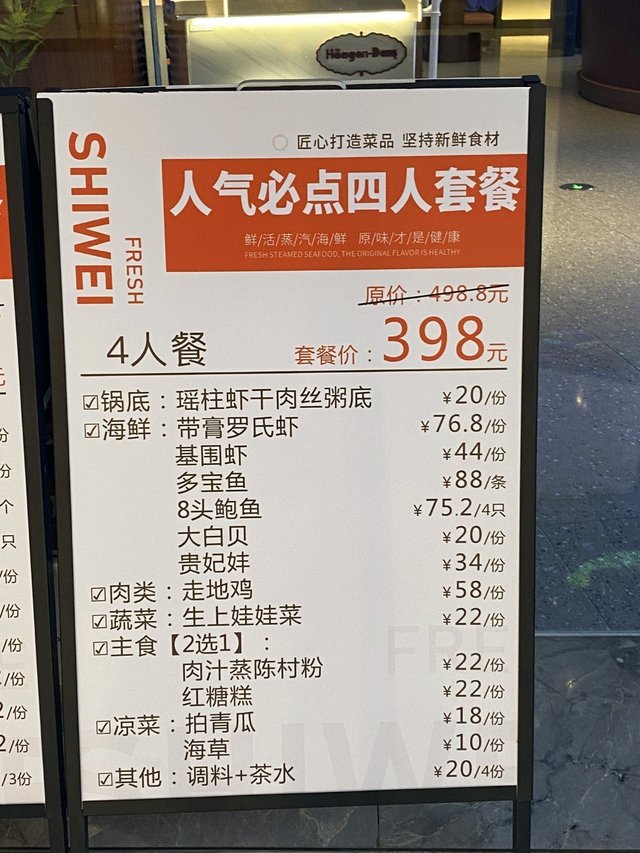 Häagen-Dazs
匠心打造菜品 坚持新鲜食材
SHIWEI
FRESH
人气必点四人套餐
鲜/活/蒸/汽/海/鲜 原/味/才/是/健/康
FRESH STEAMED SEAFOOD, THE ORIGINAL FLAVOR IS HEALTHY
原价：498.8元
4人餐 套餐价：398元
☑锅底：瑶柱虾干肉丝粥底 ¥20/份
☑海鲜：带膏罗氏虾 ¥76.8/份
基围虾 ¥44/份
多宝鱼 ¥88/条
8头鲍鱼 ¥75.2/4只
大白贝 ¥20/份
贵妃蚌 ¥34/份
☑肉类：走地鸡 ¥58/份
☑蔬菜：生上娃娃菜 ¥22/份
☑主食【2选1】：
肉汁蒸陈村粉 ¥22/份
红糖糕 ¥22/份
☑凉菜：拍青瓜 ¥18/份
海草 ¥10/份
☑其他：调料+茶水 ¥20/4份